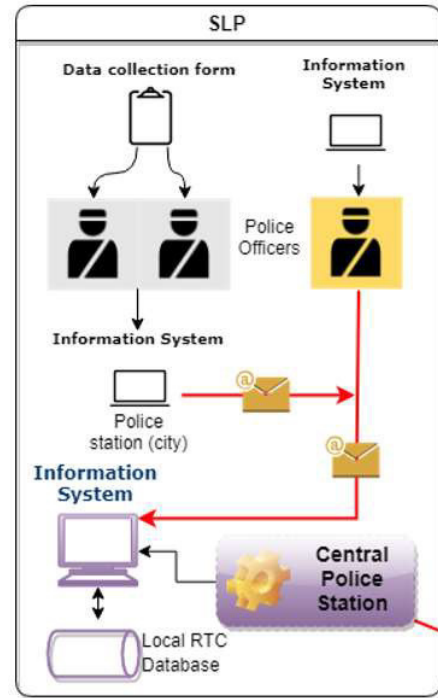 SLP
Data collection form
Information
System
Police
Officers
Information System
@
Police
station (city)
@
Information
System
Central
Police
Station
Local RTC
Database